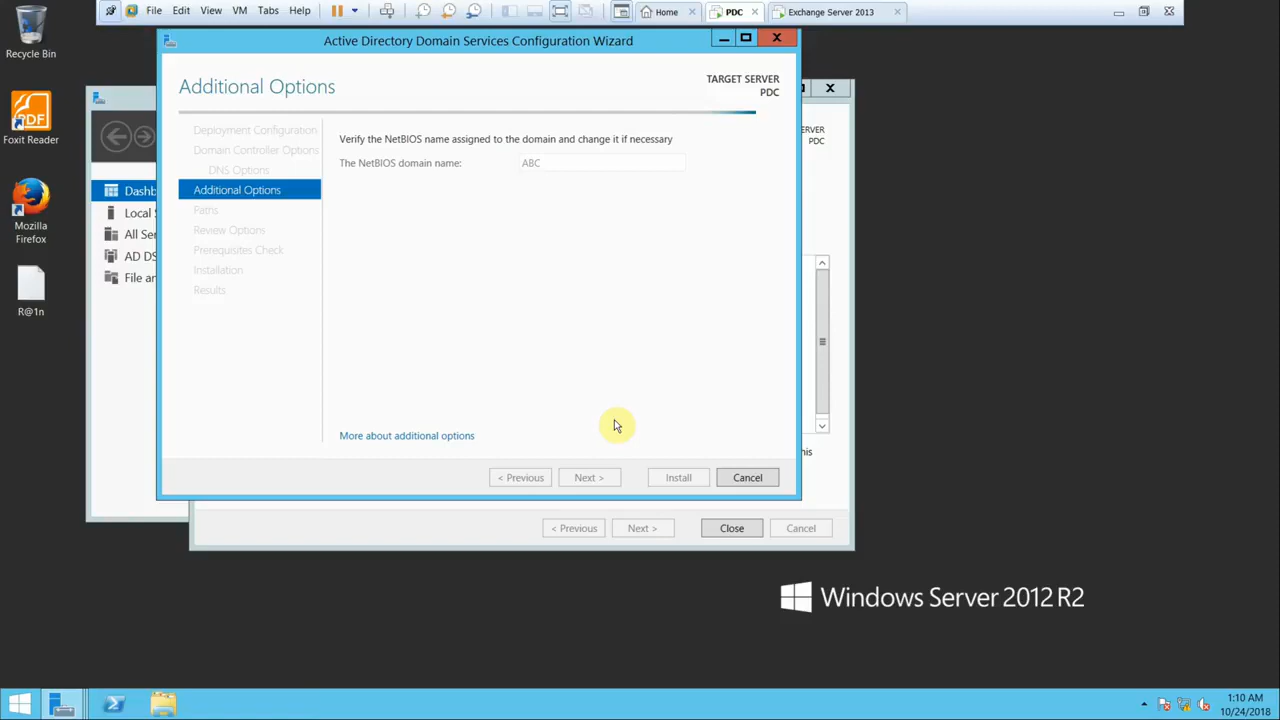 File Edit View VM Tabs Help Home PDC Exchange Server 2013
Recycle Bin
Foxit Reader
Mozilla
Firefox
R@1n
Active Directory Domain Services Configuration Wizard
Additional Options
TARGET SERVER
PDC
Deployment Configuration
Domain Controller Options
DNS Options
Additional Options
Paths
Review Options
Prerequisites Check
Installation
Results
Verify the NetBIOS name assigned to the domain and change it if necessary
The NetBIOS domain name: ABC
More about additional options
< Previous Next > Install Cancel
Dashb
Local S
All Ser
AD DS
File an
ERVER
PDC
his
< Previous Next > Close Cancel
Windows Server 2012 R2
1:10 AM
10/24/2018